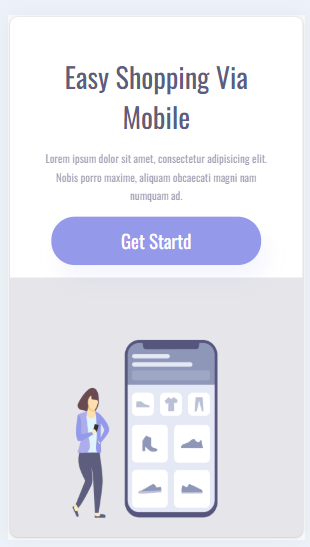 Easy Shopping Via
Mobile
Lorem ipsum dolor sit amet, consectetur adipisicing elit.
Nobis porro maxime, aliquam obcaecati magni nam
numquam ad.
Get Startd